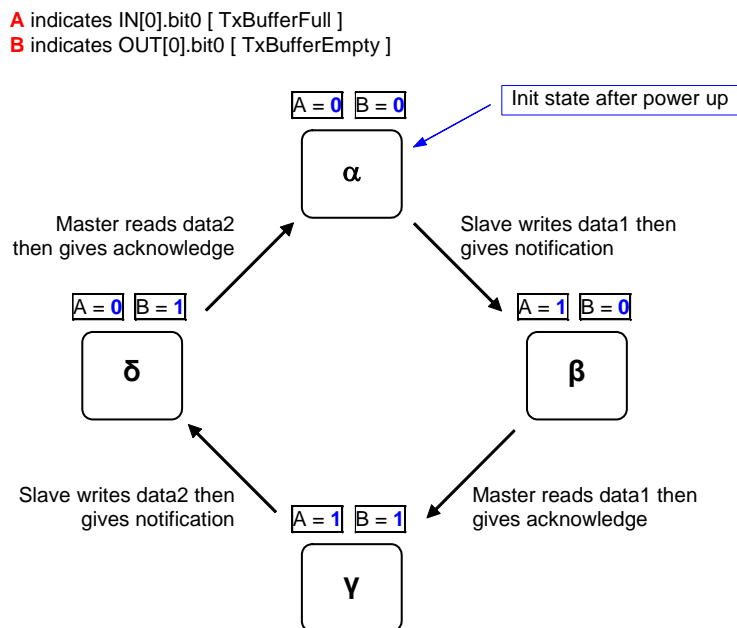 A indicates IN[0].bit0 [ TxBufferFull ]
B indicates OUT[0].bit0 [ TxBufferEmpty ]
Init state after power up
A = 0 B = 0
α
Master reads data2
then gives acknowledge
Slave writes data1 then
gives notification
A = 0 B = 1
δ
A = 1 B = 0
β
Slave writes data2 then
gives notification
Master reads data1 then
gives acknowledge
A = 1 B = 1
γ